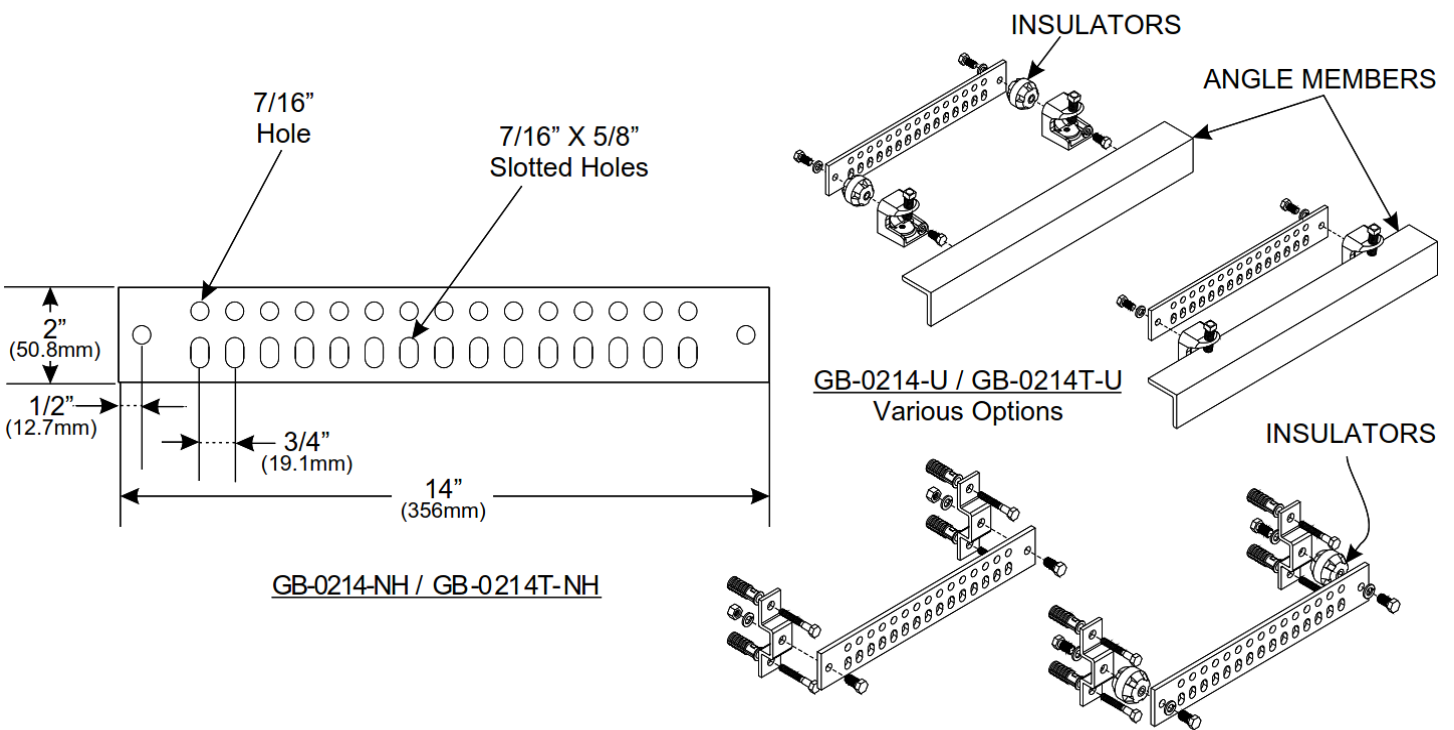 INSULATORS
ANGLE MEMBERS
7/16”
Hole
7/16” X 5/8”
Slotted Holes
2”
(50.8mm)
1/2”
(12.7mm)
3/4”
(19.1mm)
14”
(356mm)
GB-0214-NH / GB-0214T-NH
GB-0214-U / GB-0214T-U
Various Options
INSULATORS